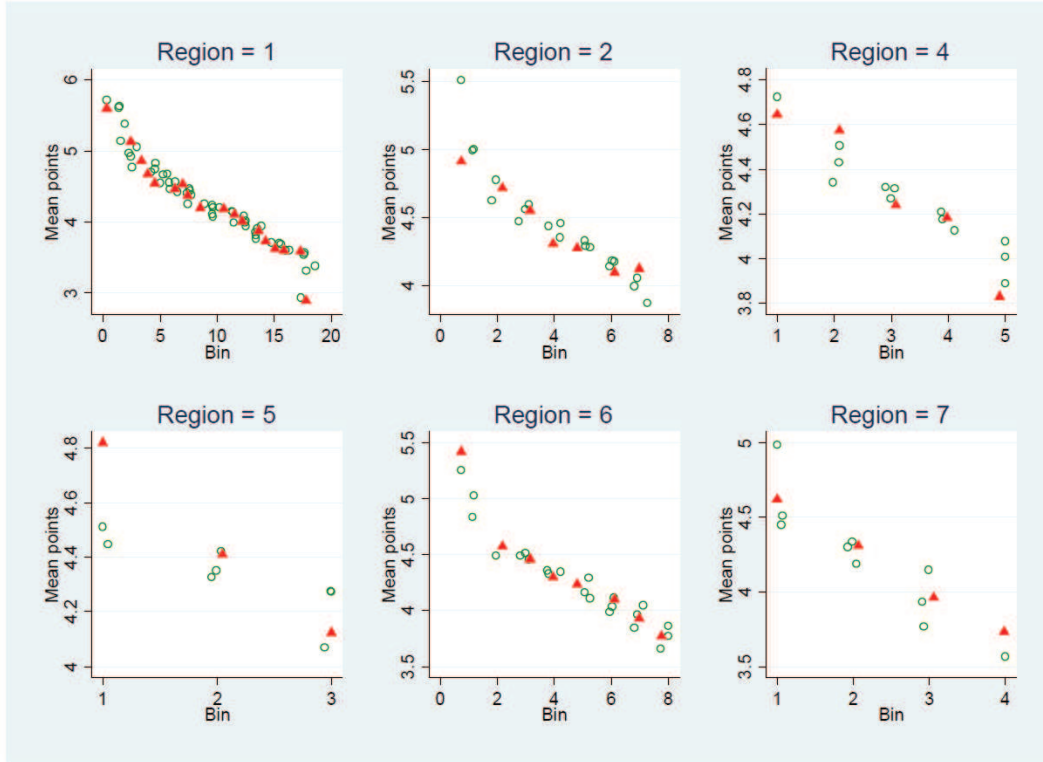 Region = 1
Mean points
6
5
4
3
0 5 10 15 20
Bin
Region = 2
Mean points
5.5
5
4.5
4
0 2 4 6 8
Bin
Region = 4
Mean points
4.8
4.6
4.4
4.2
4
3.8
1 2 3 4 5
Bin
Region = 5
Mean points
4.8
4.6
4.4
4.2
4
1 2 3
Bin
Region = 6
Mean points
5.5
5
4.5
4
3.5
0 2 4 6 8
Bin
Region = 7
Mean points
5
4.5
4
3.5
1 2 3 4
Bin